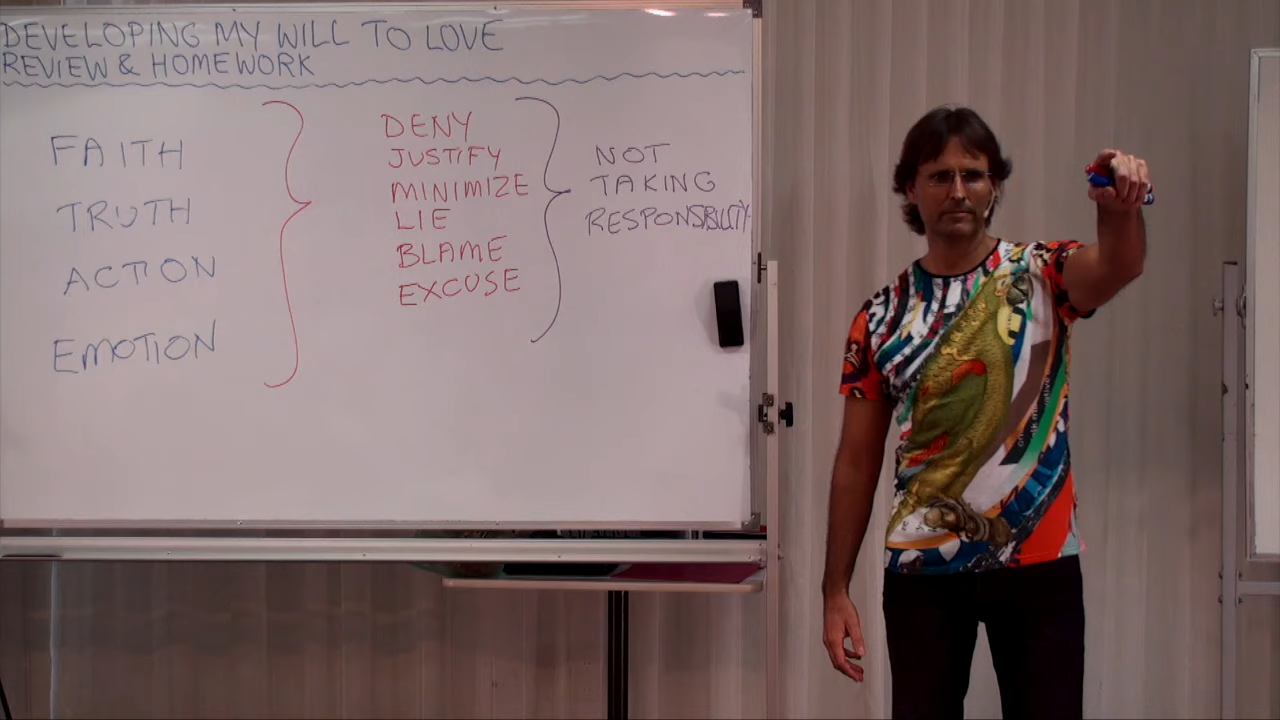 DEVELOPING MY WILL TO LOVE
REVIEW & HOMEWORK
FAITH
TRUTH
ACTION
EMOTION
DENY
JUSTIFY
MINIMIZE
LIE
BLAME
EXCUSE
NOT
TAKING
RESPONSIBILITY